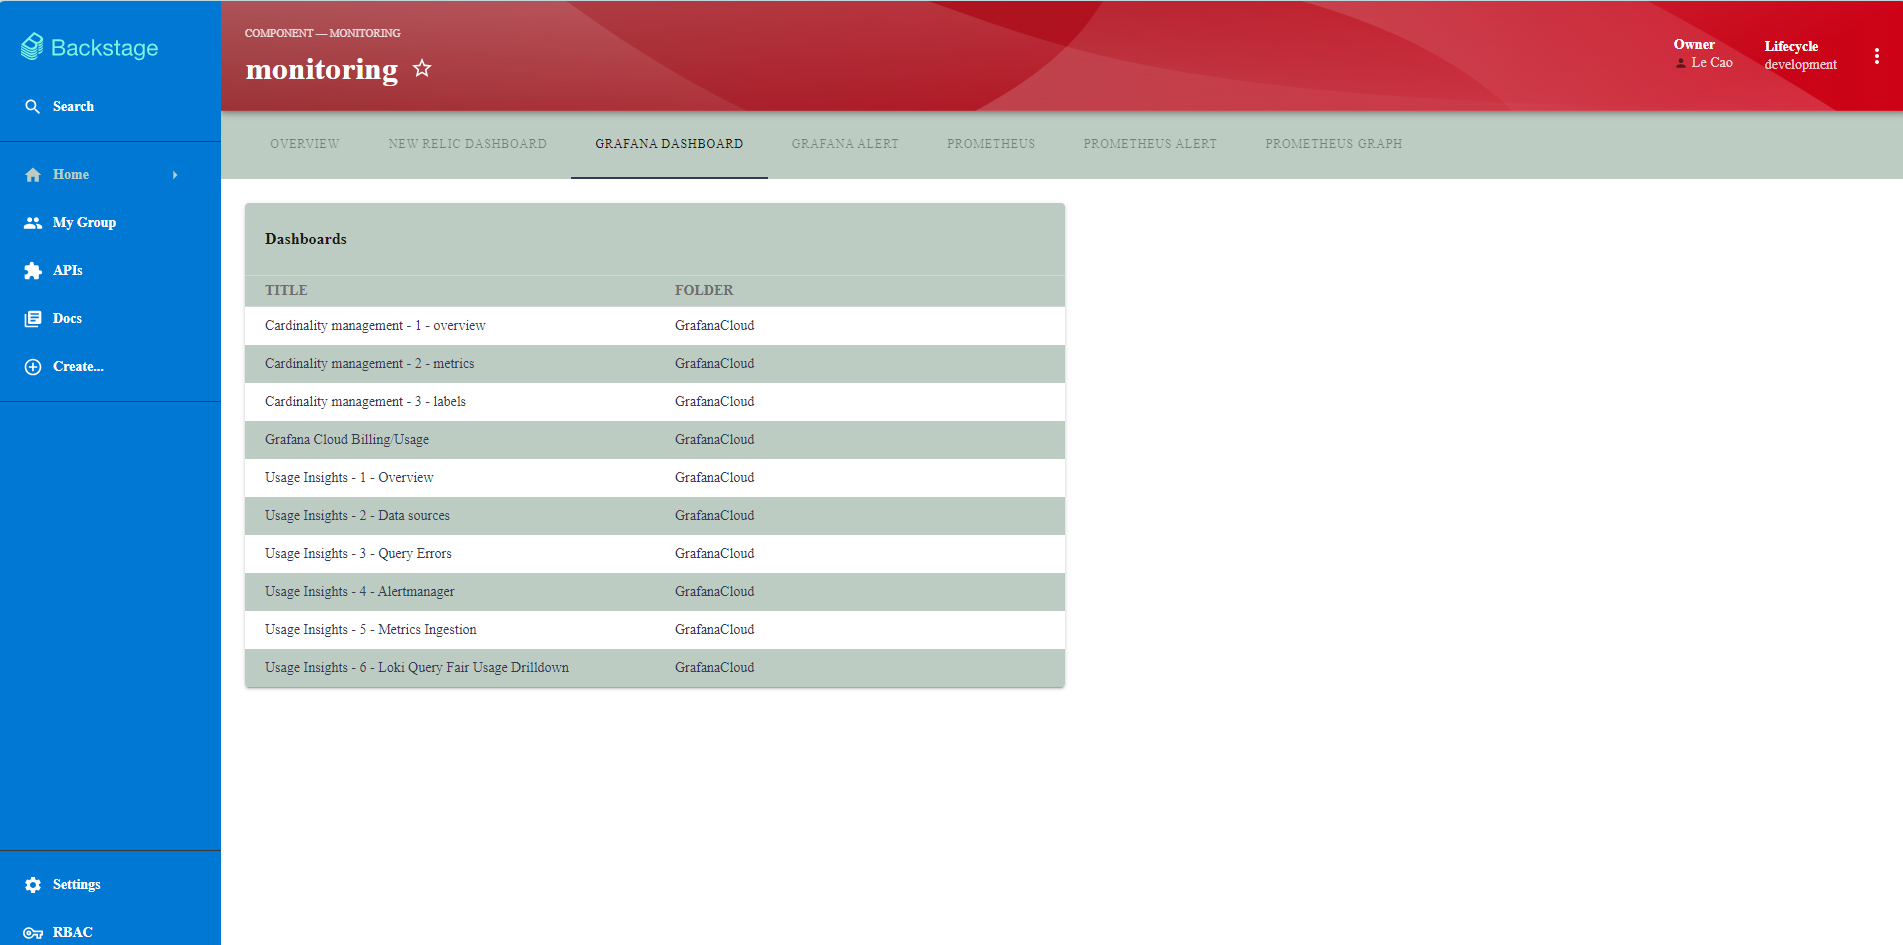 Backstage
Search
Home
My Group
APIs
Docs
Create...
Settings
RBAC
COMPONENT — MONITORING
monitoring
Owner
Le Cao
Lifecycle
development
OVERVIEW NEW RELIC DASHBOARD GRAFANA DASHBOARD GRAFANA ALERT PROMETHEUS PROMETHEUS ALERT PROMETHEUS GRAPH
Dashboards
TITLE FOLDER
Cardinality management - 1 - overview GrafanaCloud
Cardinality management - 2 - metrics GrafanaCloud
Cardinality management - 3 - labels GrafanaCloud
Grafana Cloud Billing/Usage GrafanaCloud
Usage Insights - 1 - Overview GrafanaCloud
Usage Insights - 2 - Data sources GrafanaCloud
Usage Insights - 3 - Query Errors GrafanaCloud
Usage Insights - 4 - Alertmanager GrafanaCloud
Usage Insights - 5 - Metrics Ingestion GrafanaCloud
Usage Insights - 6 - Loki Query Fair Usage Drilldown GrafanaCloud